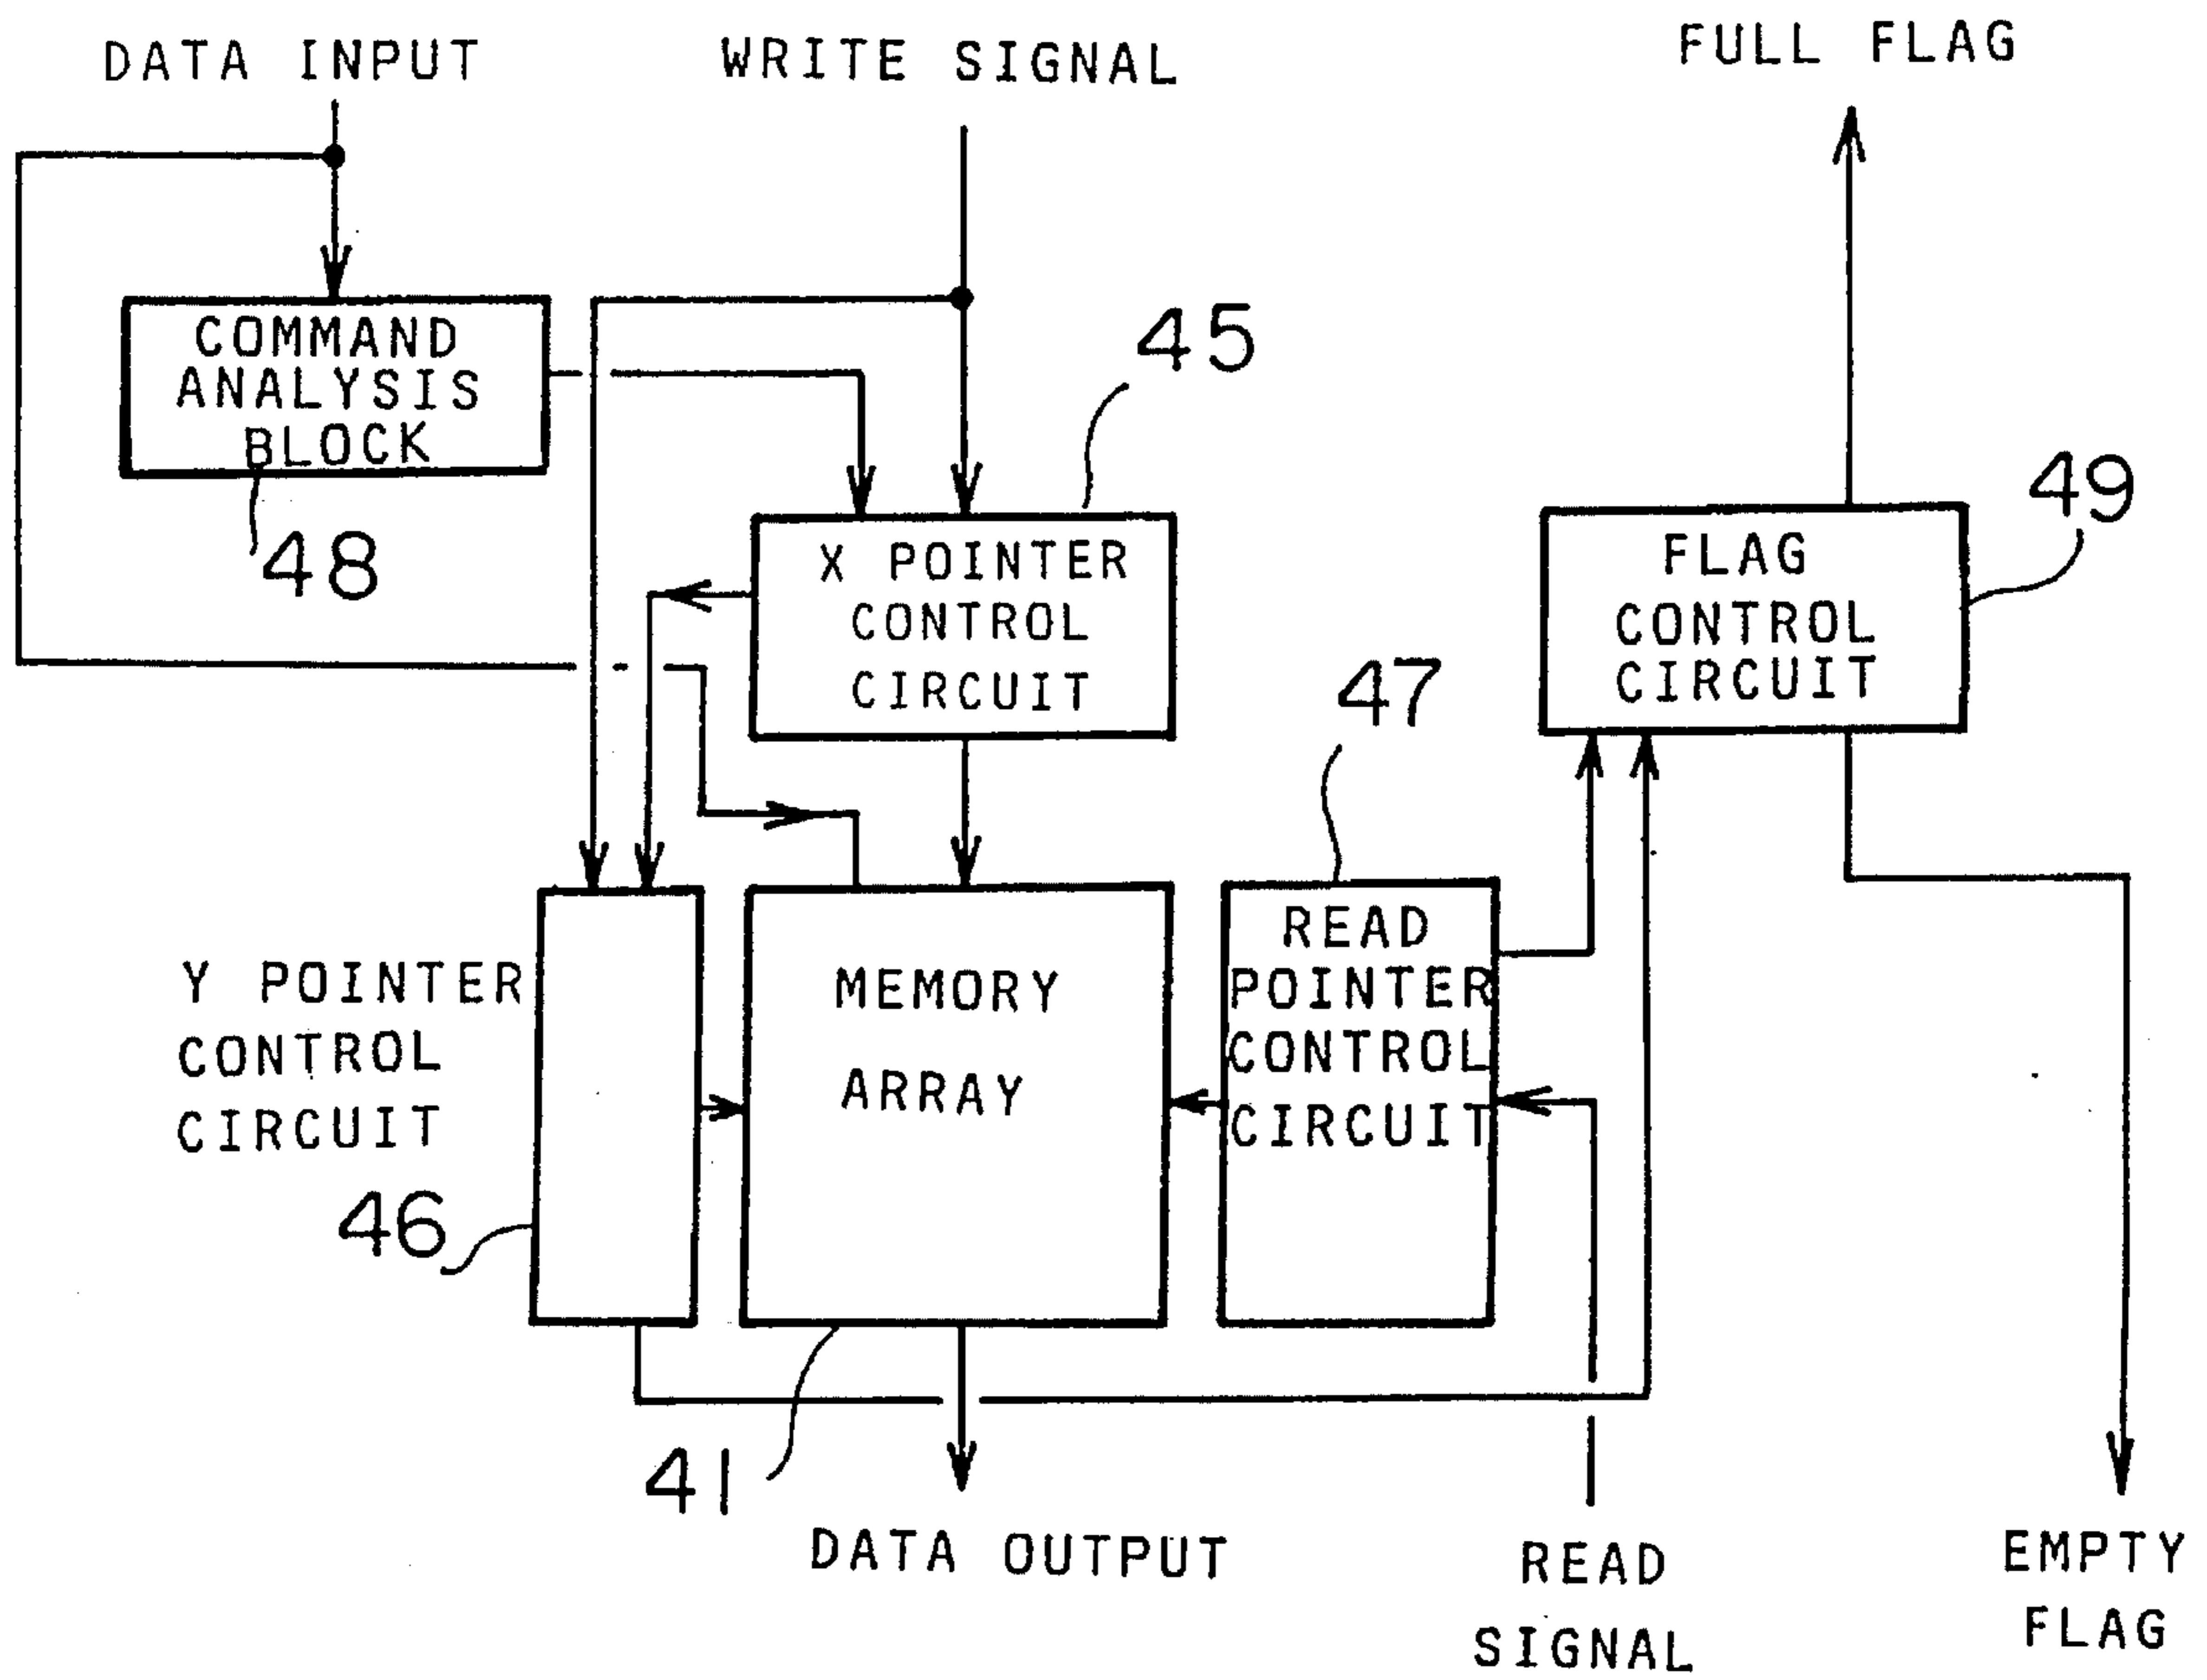 DATA INPUT
WRITE SIGNAL
FULL FLAG
COMMAND
ANALYSIS
BLOCK
48
45
X POINTER
CONTROL
CIRCUIT
49
FLAG
CONTROL
CIRCUIT
47
Y POINTER
CONTROL
CIRCUIT
46
MEMORY
ARRAY
READ
POINTER
CONTROL
CIRCUIT
41
DATA OUTPUT
READ
SIGNAL
EMPTY
FLAG